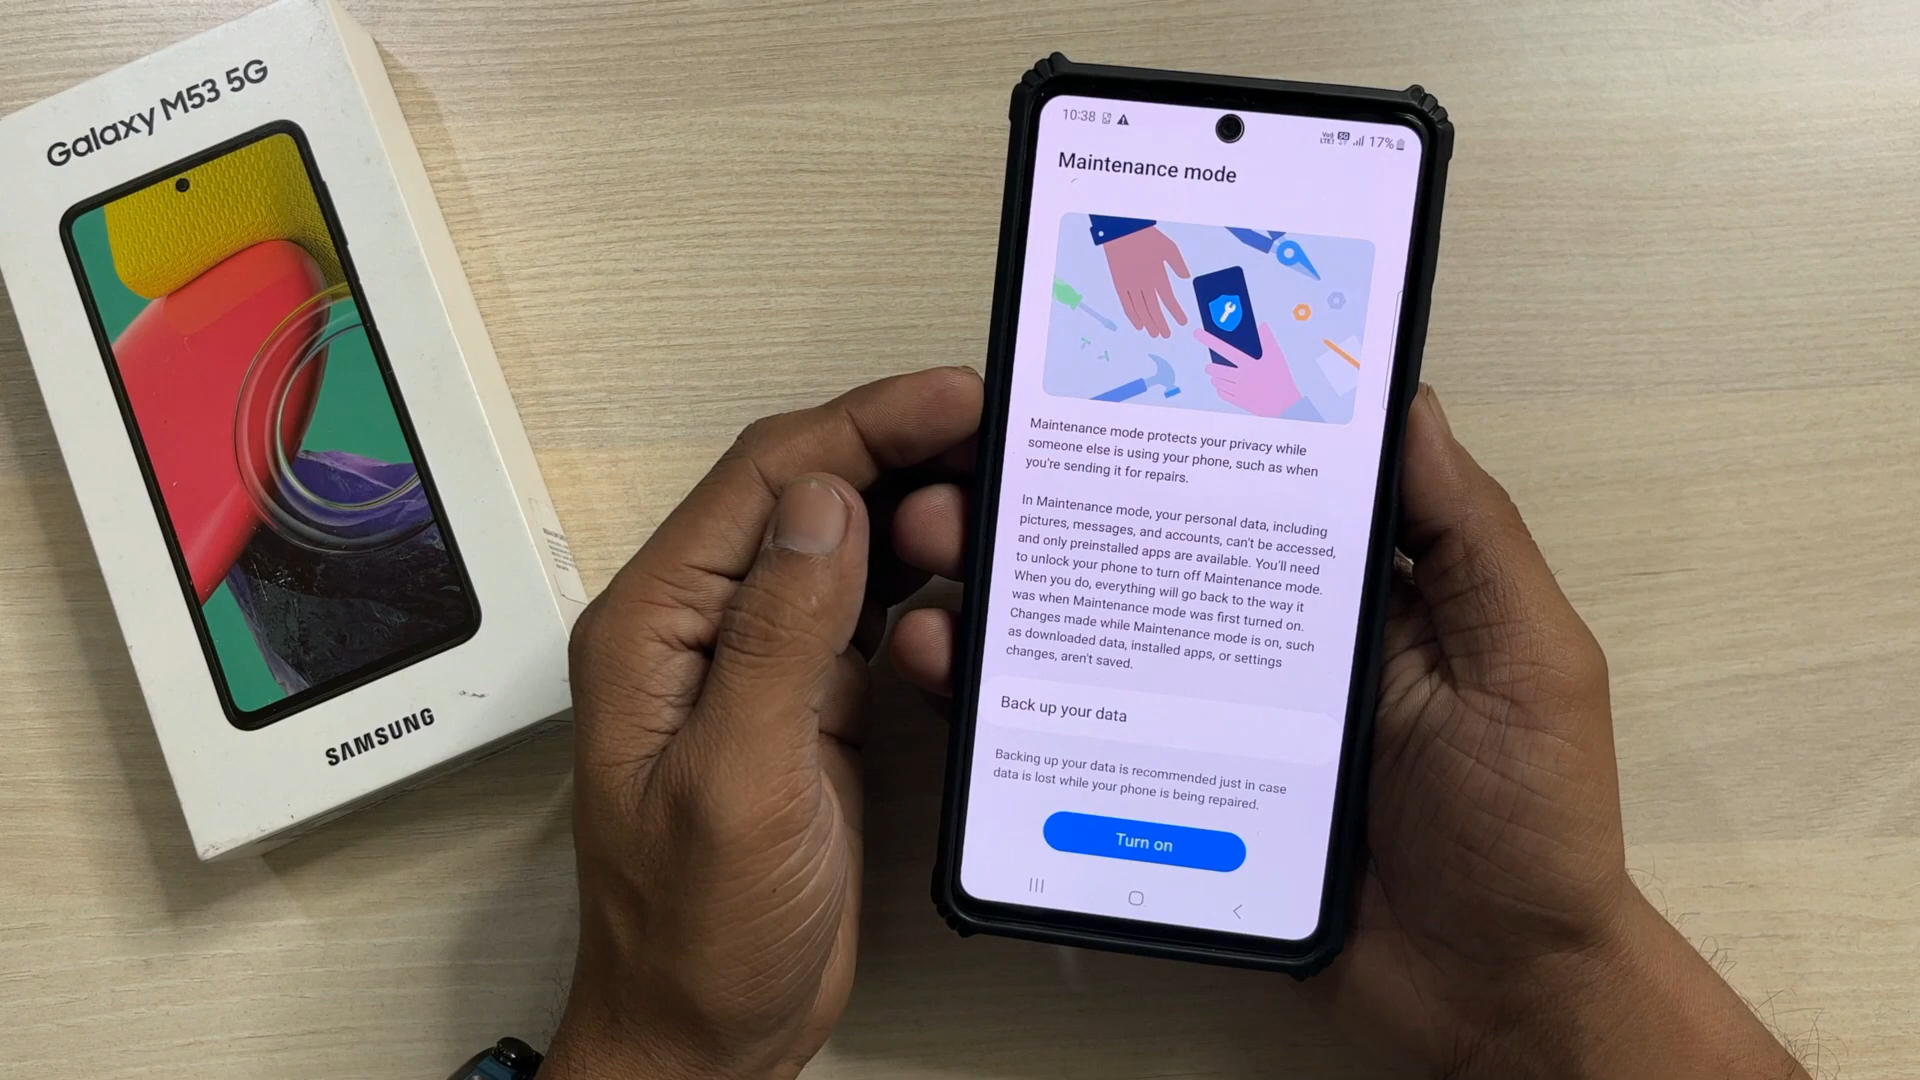 Galaxy M53 5G
SAMSUNG
10:38
17%
Maintenance mode
Maintenance mode protects your privacy while
someone else is using your phone, such as when
you're sending it for repairs.
In Maintenance mode, your personal data, including
pictures, messages, and accounts, can't be accessed,
and only preinstalled apps are available. You'll need
to unlock your phone to turn off Maintenance mode.
When you do, everything will go back to the way it
was when Maintenance mode was first turned on.
Changes made while Maintenance mode is on, such
as downloaded data, installed apps, or settings
changes, aren't saved.
Back up your data
Backing up your data is recommended just in case
data is lost while your phone is being repaired.
Turn on